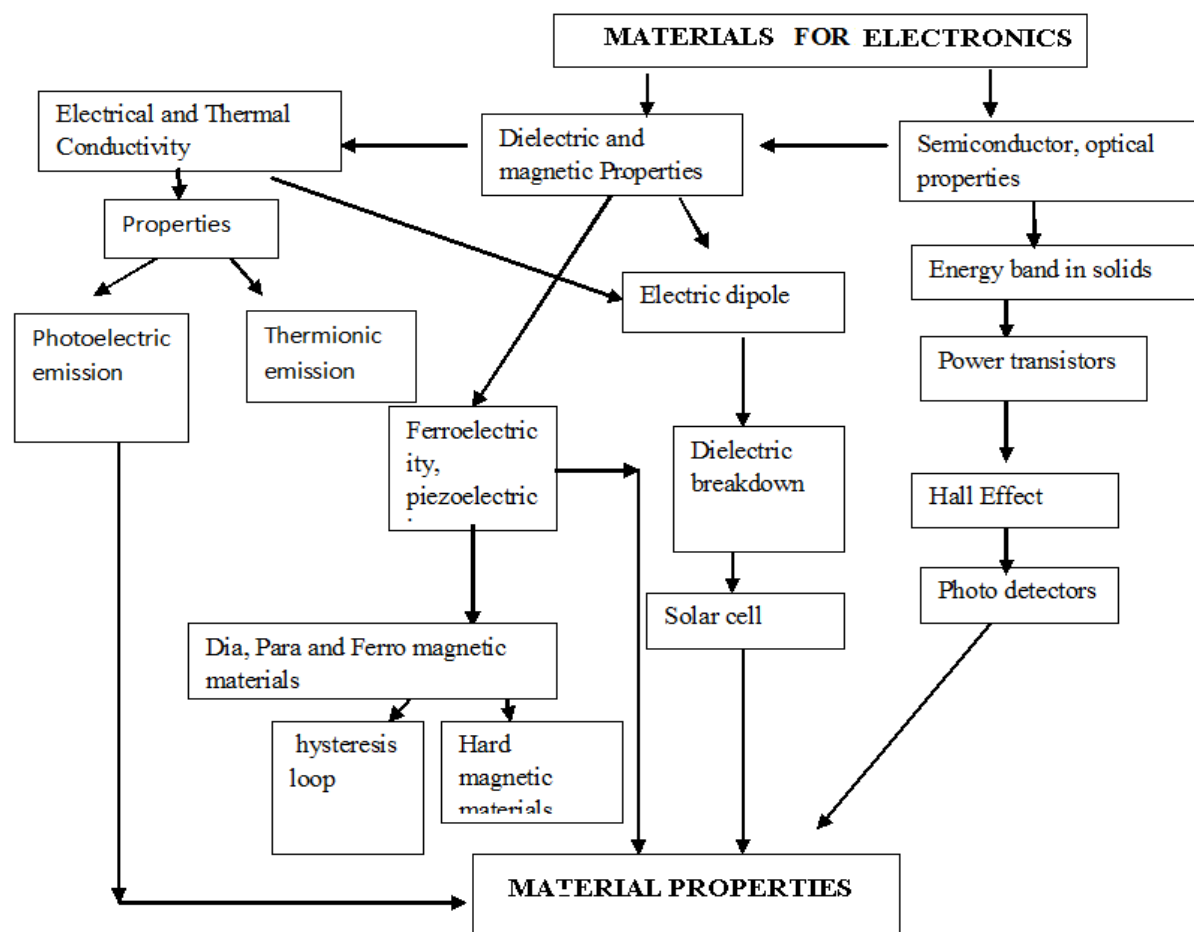 MATERIALS FOR ELECTRONICS
Electrical and Thermal
Conductivity
Dielectric and
magnetic Properties
Semiconductor, optical
properties
Properties
Energy band in solids
Electric dipole
Photoelectric
emission
Thermionic
emission
Power transistors
Ferroelectric
ity,
piezoelectric
Dielectric
breakdown
Hall Effect
Photo detectors
Solar cell
Dia, Para and Ferro magnetic
materials
hysteresis
loop
Hard
magnetic
materials
MATERIAL PROPERTIES